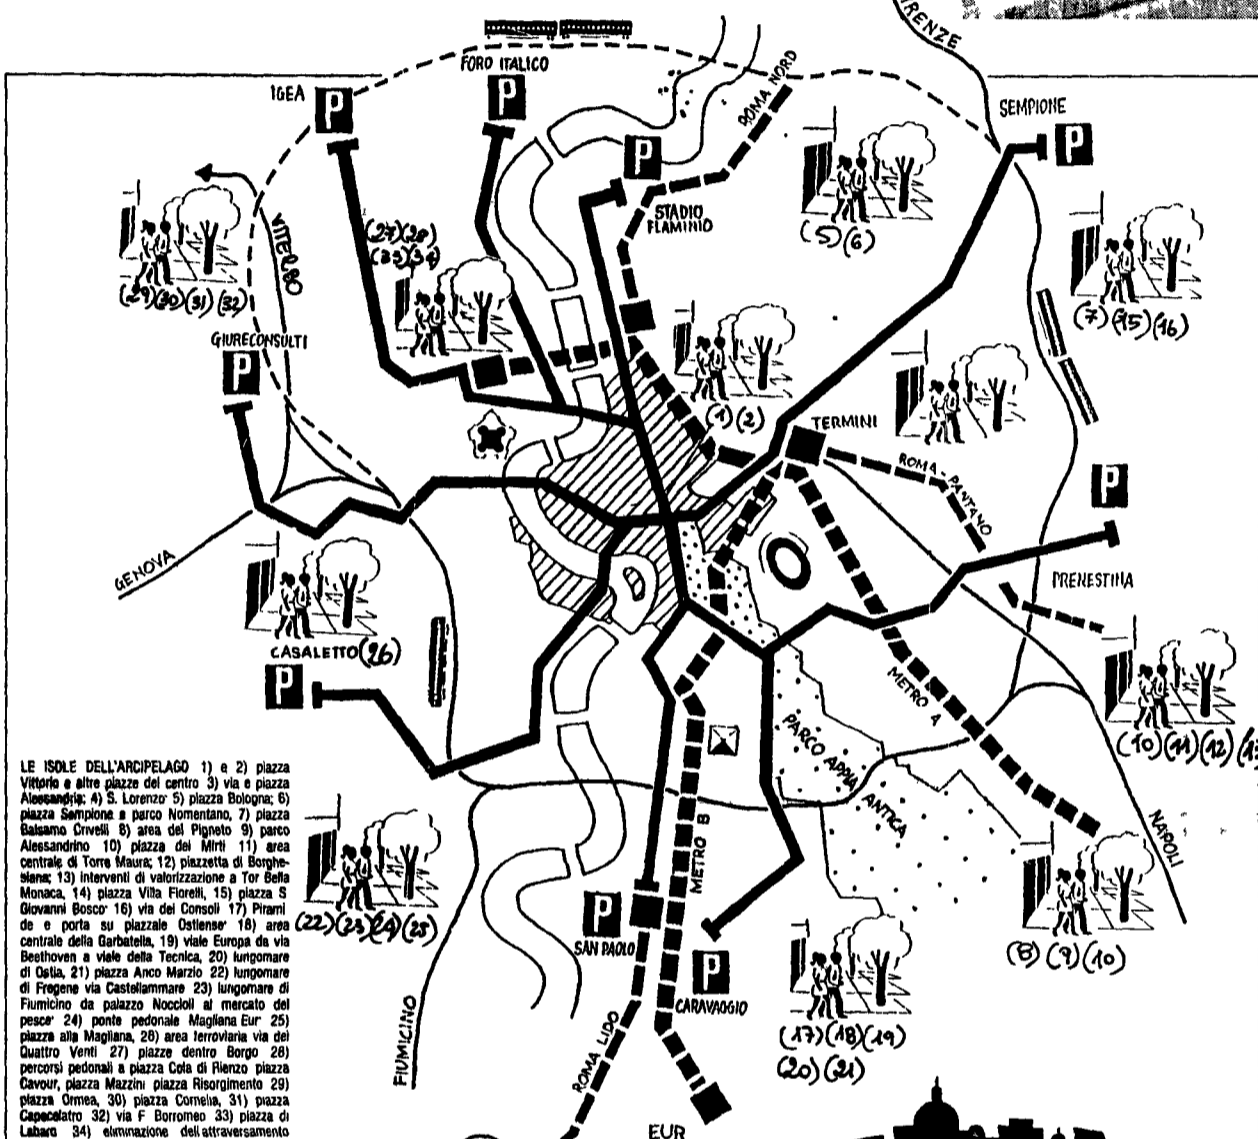 FIRENZE
FORO ITALICO
IGEA
P
P
ROMA NORD
SEMPIONE
P
P
STADIO
FLAMINIO
VITERBO
(27)(28)
(33)(34)
(5)(6)
(29)(30)(31)(32)
(7)(15)(16)
GIURECONSULTI
P
(1)(2)
TERMINI
ROMA-PANTANO
P
GENOVA
PRENESTINA
CASALETTO (26)
P
METRO A
PARCO APPIA ANTICA
(10)(11)(12)(13
METRO B
NAPOLI
LE ISOLE DELL'ARCIPELAGO 1) e 2) piazza
Vittorio e altre piazze del centro 3) via e piazza
Alessandria; 4) S. Lorenzo 5) piazza Bologna; 6)
piazza Sempione e parco Nomentano, 7) piazza
Balsamo Crivelli 8) area del Pigneto 9) parco
Alessandrino 10) piazza dei Mirti 11) area
centrale di Torre Maura; 12) piazzetta di Borghe-
siana; 13) interventi di valorizzazione a Tor Bella
Monaca, 14) piazza Villa Fiorelli, 15) piazza S
Giovanni Bosco 16) via dei Consoli 17) Pirami
de e porta su piazzale Ostiense 18) area
centrale della Garbatella, 19) viale Europa da via
Beethoven a viale della Tecnica, 20) lungomare
di Ostia, 21) piazza Anco Marzio 22) lungomare
di Fregene via Castellammare 23) lungomare di
Fiumicino da palazzo Noccioli al mercato del
pesce 24) ponte pedonale Magliana Eur 25)
piazza alla Magliana, 26) area ferroviaria via dei
Quattro Venti 27) piazze dentro Borgo 28)
percorsi pedonali a piazza Cola di Rienzo piazza
Cavour, piazza Mazzini piazza Risorgimento 29)
piazza Ormea, 30) piazza Cornelia, 31) piazza
Capecelatro 32) via F Borromeo 33) piazza di
Labaro 34) eliminazione dell attraversamento
(22)(23)(24)(25)
P
SAN PAOLO
P
CARAVAGGIO
(8)(9)(10)
(17)(18)(19)
(20)(21)
FIUMICINO
ROMA LIDO
EUR